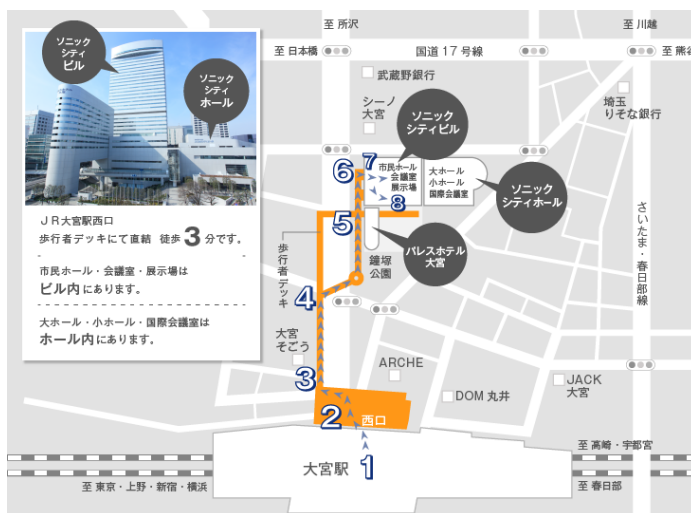 ソニック
シティ
ビル
ソニック
シティ
ホール
JR大宮駅西口
歩行者デッキにて直結 徒歩3分です。
市民ホール・会議室・展示場は
ビル内にあります。
大ホール・小ホール・国際会議室は
ホール内にあります。
至 所沢
至 川越
至 日本橋
国道17号線
至 熊谷
武蔵野銀行
シーノ
大宮
ソニック
シティビル
埼玉
りそな銀行
6
7
市民ホール
会議室
展示場
8
大ホール
小ホール
国際会議室
ソニック
シティホール
5
鐘塚
公園
パレスホテル
大宮
さいたま・春日部線
歩行者デッキ
4
大宮
そごう
3
ARCHE
DOM 丸井
JACK
大宮
2
西口
1
大宮駅
至 高崎・宇都宮
至 東京・上野・新宿・横浜
至 春日部